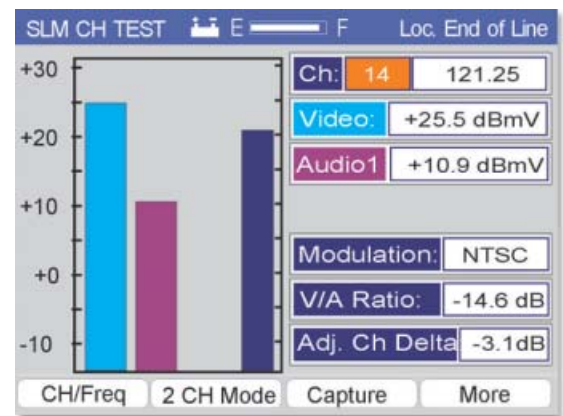 SLM CH TEST E F Loc. End of Line
+30
+20
+10
+0
-10
Ch: 14 121.25
Video: +25.5 dBmV
Audio1 +10.9 dBmV
Modulation: NTSC
V/A Ratio: -14.6 dB
Adj. Ch Delta -3.1dB
CH/Freq 2 CH Mode Capture More